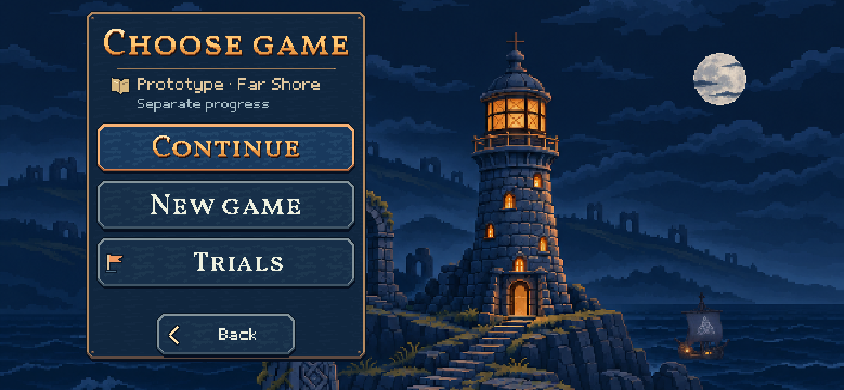 Choose game
Prototype · Far Shore
Separate progress
Continue
New game
Trials
Back